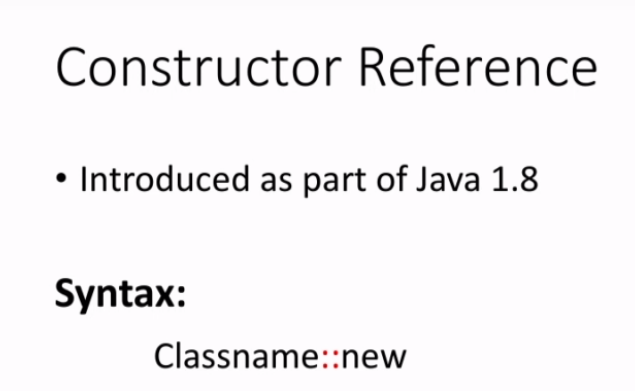 Constructor Reference
• Introduced as part of Java 1.8
Syntax:
Classname::new